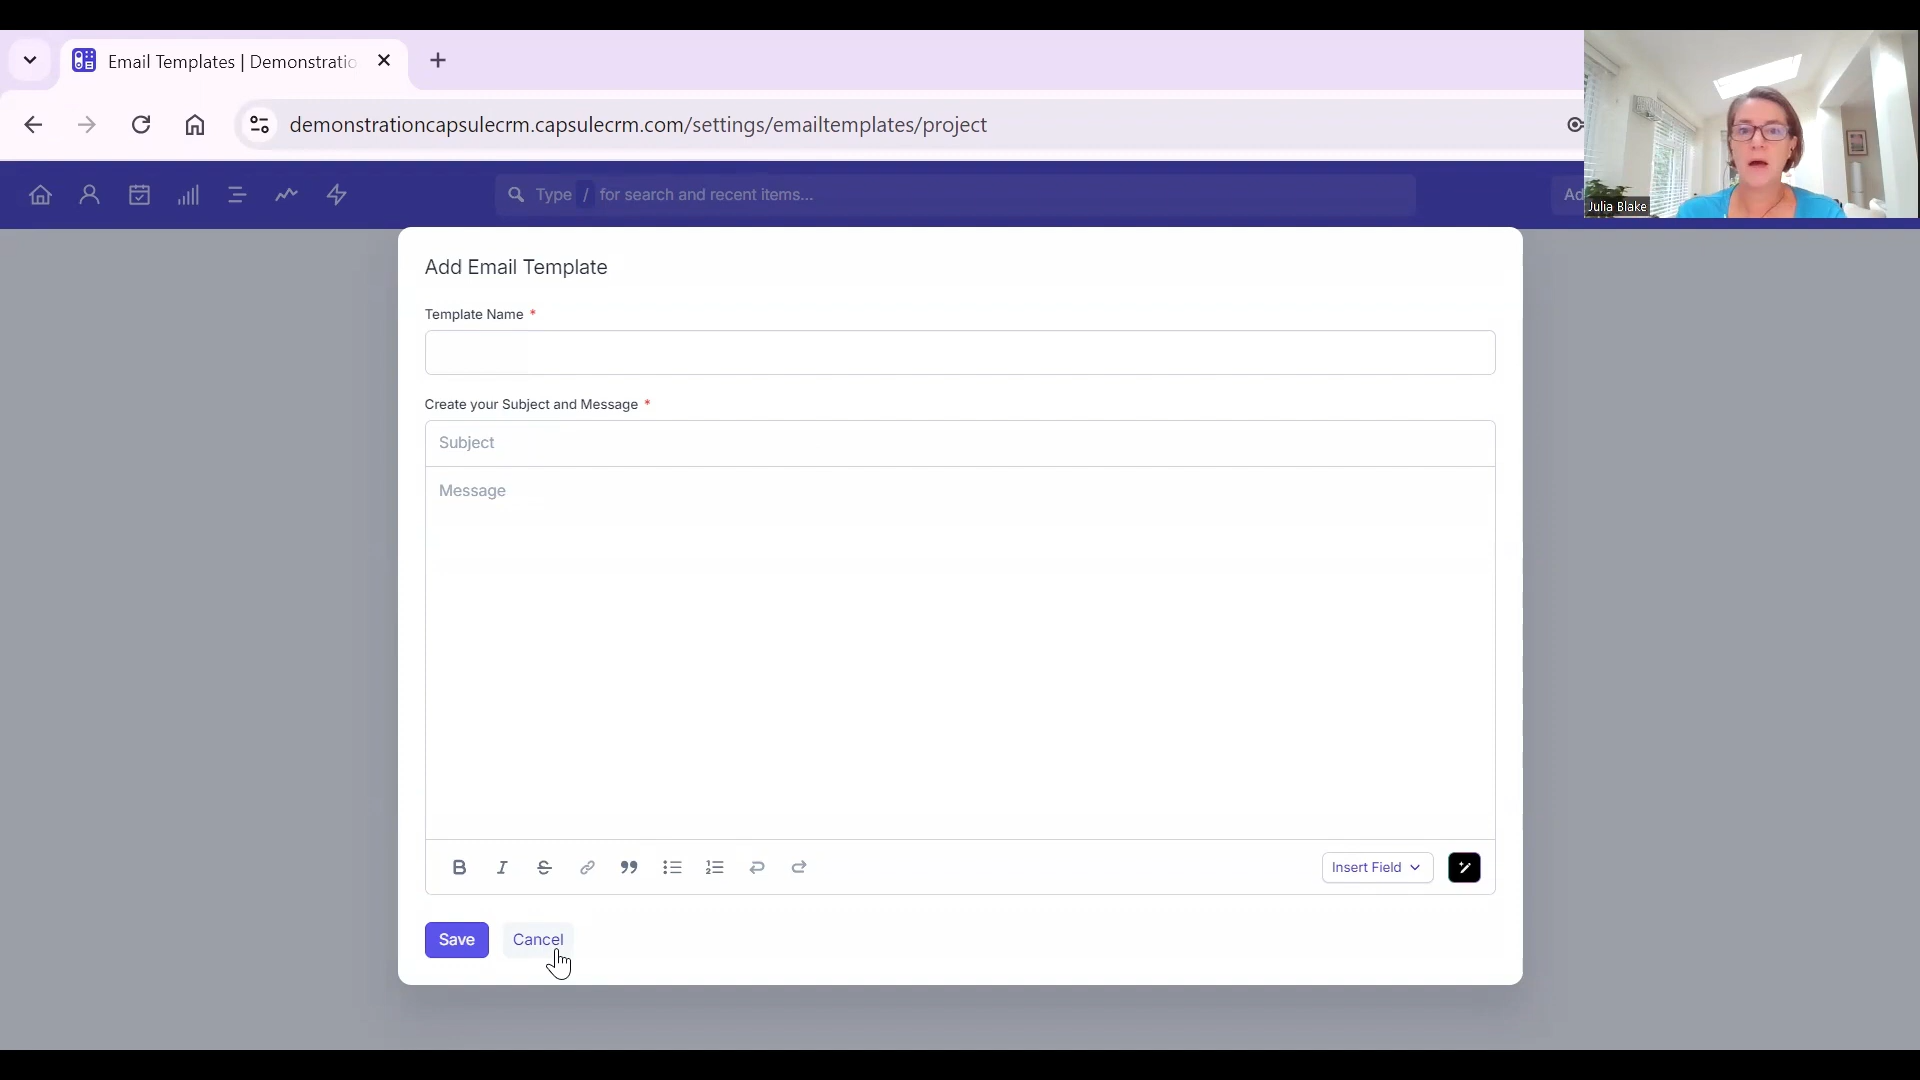 Email Templates | Demonstratio
demonstrationcapsulecrm.capsulecrm.com/settings/emailtemplates/project
Type / for search and recent items...
Ad
Julia Blake
Add Email Template
Template Name *
Create your Subject and Message *
Subject
Message
B I S
Insert Field
Save
Cancel